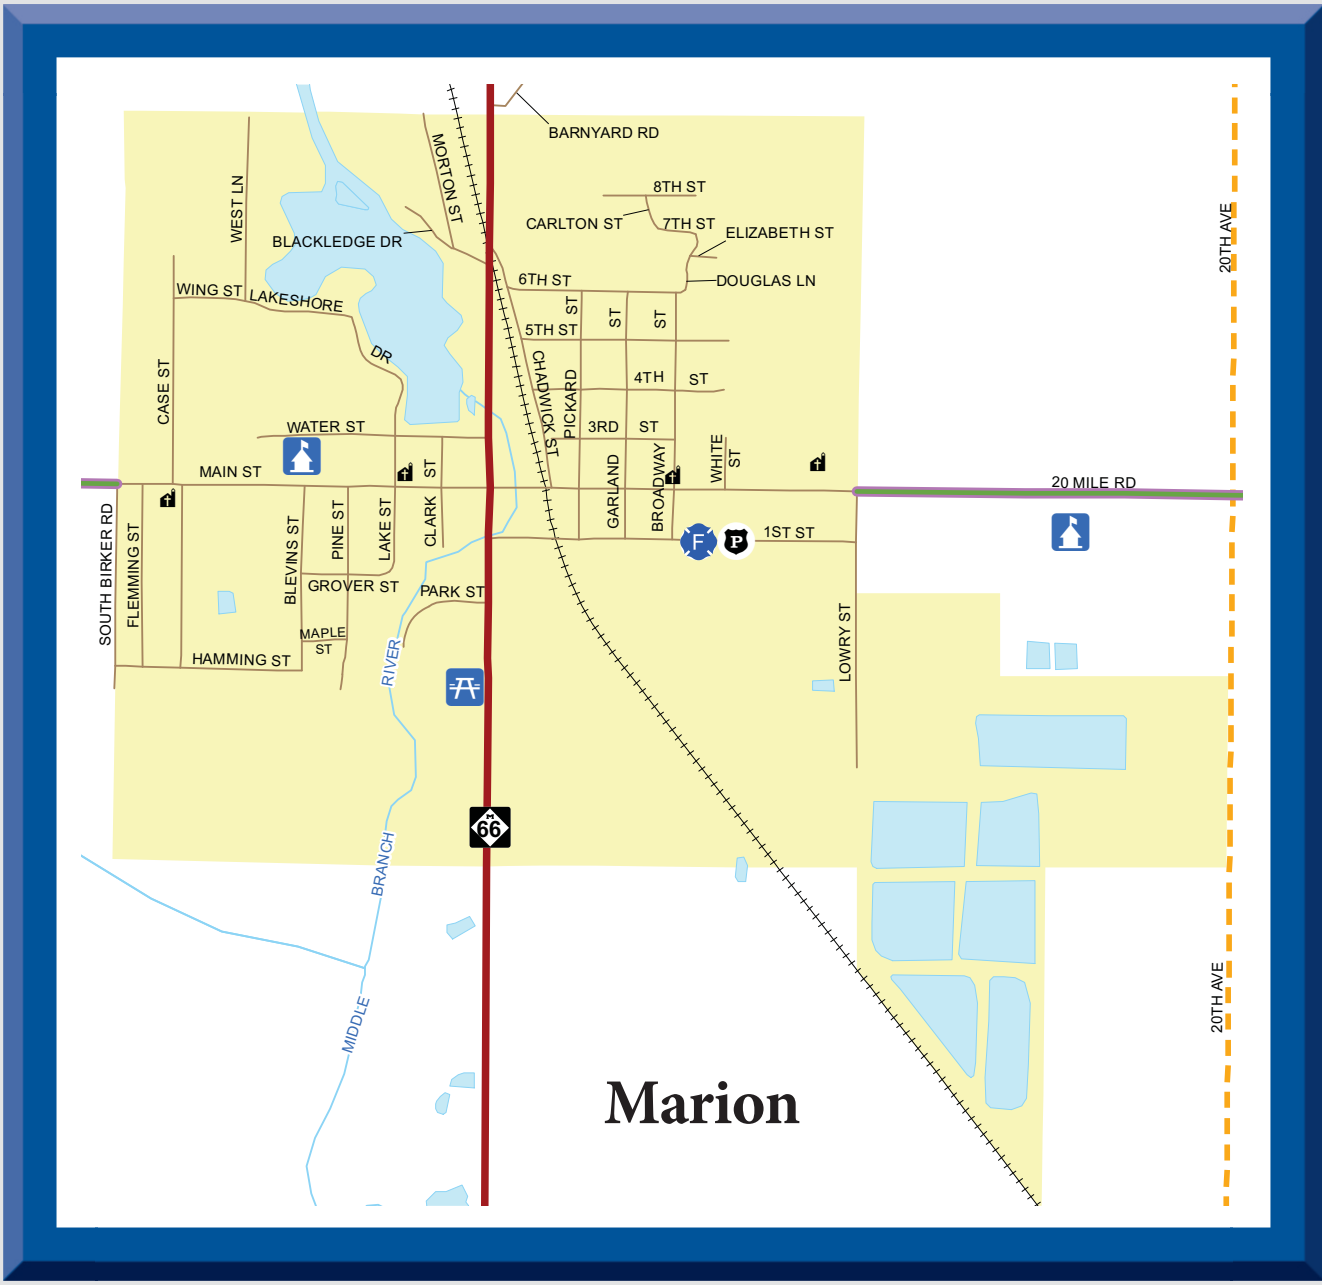 BARNYARD RD
MORTON ST
8TH ST
WEST LN
CARLTON ST
7TH ST
20TH AVE
ELIZABETH ST
BLACKLEDGE DR
6TH ST
DOUGLAS LN
WING ST
LAKESHORE
DR
ST
ST
ST
5TH ST
CASE ST
CHADWICK ST
PICKARD
4TH ST
WATER ST
3RD ST
WHITE
ST
MAIN ST
ST
CLARK
GARLAND
BROADWAY
20 MILE RD
SOUTH BIRKER RD
FLEMMING ST
BLEVINS ST
PINE ST
LAKE ST
F
P
1ST ST
GROVER ST
PARK ST
MAPLE
ST
HAMMING ST
RIVER
LOWRY ST
M
66
BRANCH
20TH AVE
MIDDLE
Marion